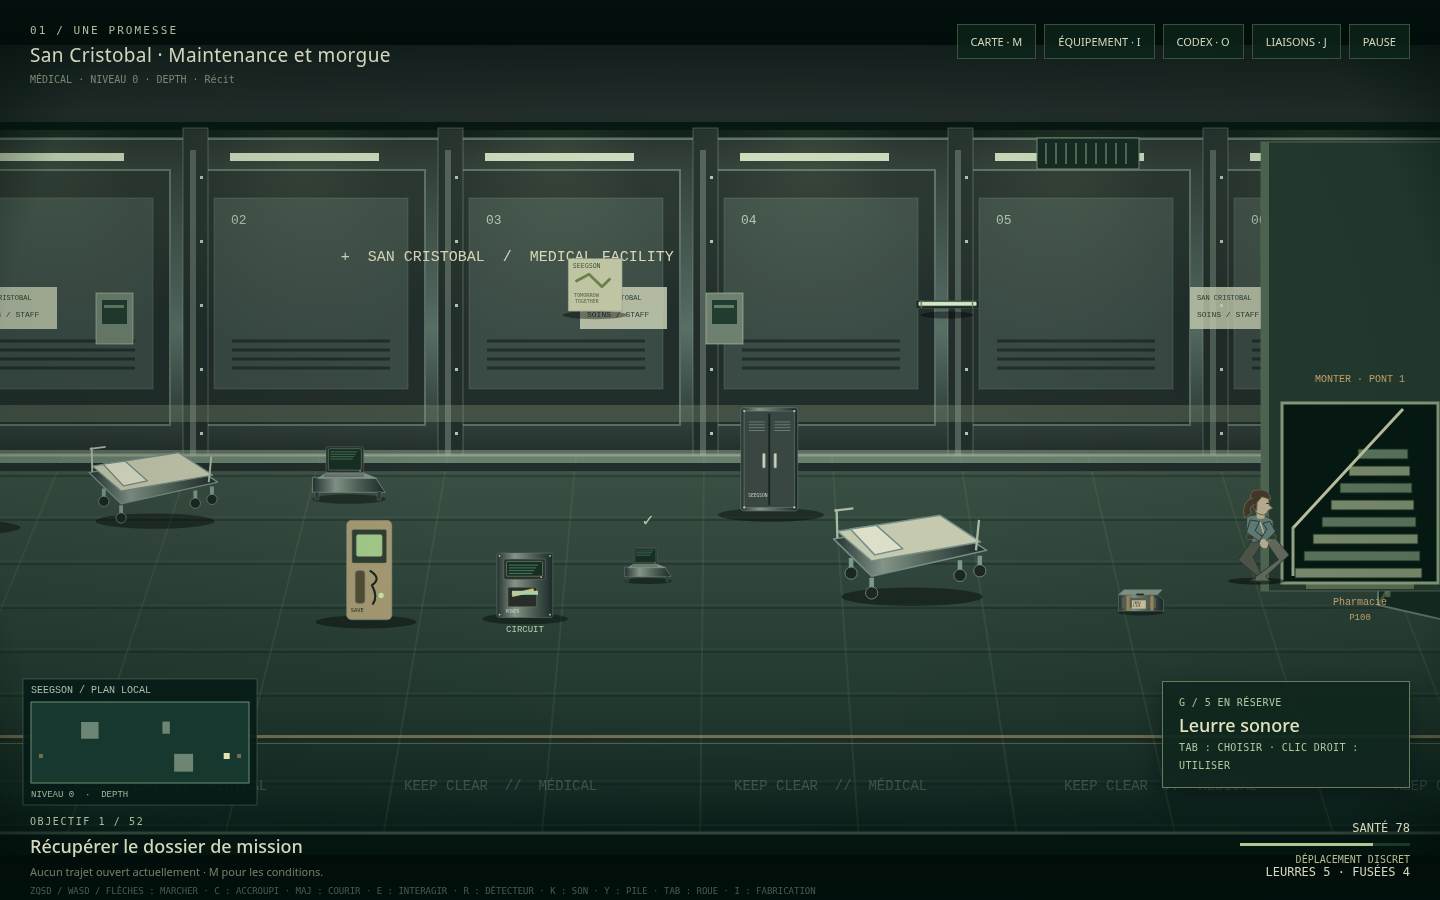 01 / UNE PROMESSE
San Cristobal · Maintenance et morgue
MÉDICAL · NIVEAU 0 · DEPTH · Récit
CARTE · M
ÉQUIPEMENT · I
CODEX · O
LIAISONS · J
PAUSE
02
03
04
05
+ SAN CRISTOBAL / MEDICAL FACILITY
SEEGSON
TOMORROW
TOGETHER
SOINS / STAFF
SAN CRISTOBAL
SOINS / STAFF
/ STAFF
MONTER · PONT 1
SEEGSON
SAVE
CIRCUIT
Pharmacie
P100
SEEGSON / PLAN LOCAL
NIVEAU 0 · DEPTH
KEEP CLEAR // MÉDICAL
KEEP CLEAR // MÉDICAL
KEEP CLEAR
G / 5 EN RÉSERVE
Leurre sonore
TAB : CHOISIR · CLIC DROIT :
UTILISER
OBJECTIF 1 / 52
Récupérer le dossier de mission
Aucun trajet ouvert actuellement · M pour les conditions.
ZQSD / WASD / FLÈCHES : MARCHER · C : ACCROUPI · MAJ : COURIR · E : INTERAGIR · R : DÉTECTEUR · K : SON · Y : PILE · TAB : ROUE · I : FABRICATION
SANTÉ 78
DÉPLACEMENT DISCRET
LEURRES 5 · FUSÉES 4